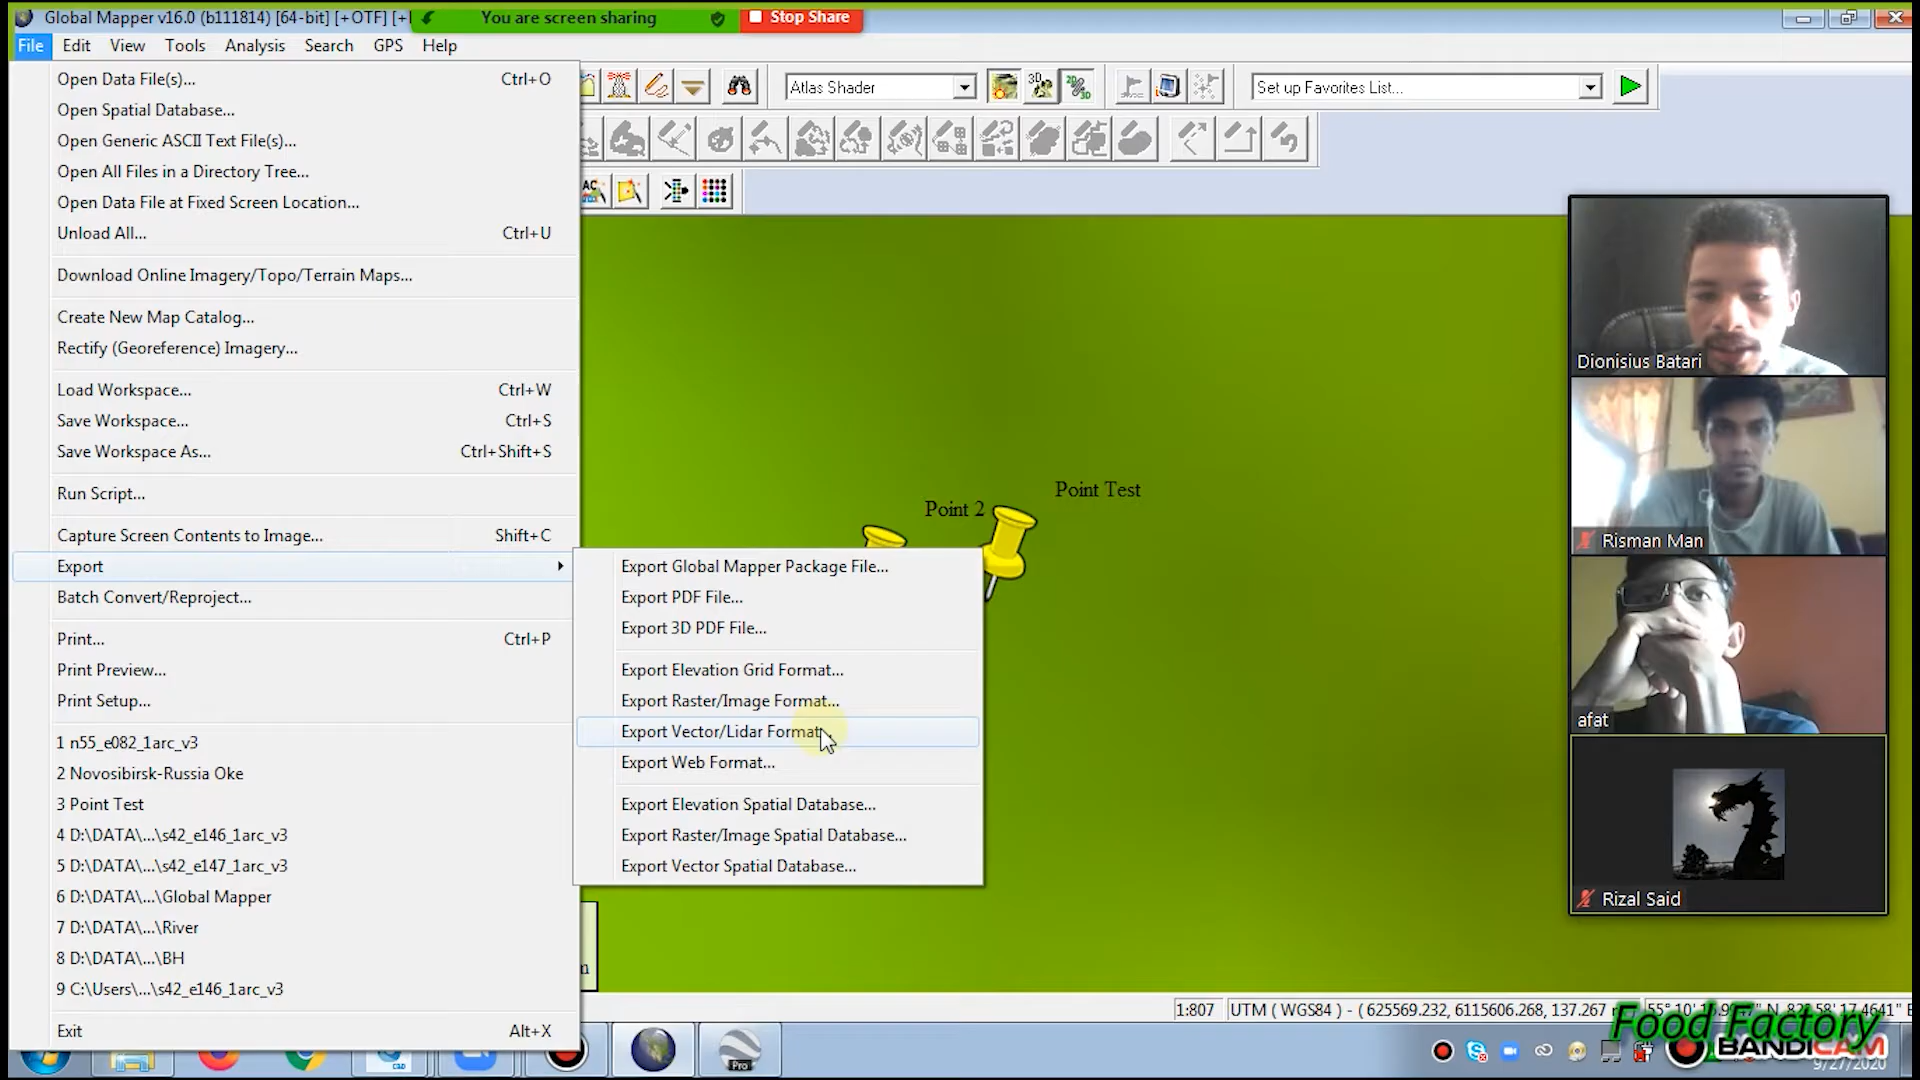 Global Mapper v16.0 (b111814) [64-bit] [+OTF] [+
You are screen sharing
Stop Share
File Edit View Tools Analysis Search GPS Help
Open Data File(s)... Ctrl+O
Open Spatial Database...
Open Generic ASCII Text File(s)...
Open All Files in a Directory Tree...
Open Data File at Fixed Screen Location...
Unload All... Ctrl+U
Download Online Imagery/Topo/Terrain Maps...
Create New Map Catalog...
Rectify (Georeference) Imagery...
Load Workspace... Ctrl+W
Save Workspace... Ctrl+S
Save Workspace As... Ctrl+Shift+S
Run Script...
Capture Screen Contents to Image... Shift+C
Export
Batch Convert/Reproject...
Print... Ctrl+P
Print Preview...
Print Setup...
1 n55_e082_1arc_v3
2 Novosibirsk-Russia Oke
3 Point Test
4 D:\DATA\...\s42_e146_1arc_v3
5 D:\DATA\...\s42_e147_1arc_v3
6 D:\DATA\...\Global Mapper
7 D:\DATA\...\River
8 D:\DATA\...\BH
9 C:\Users\...\s42_e146_1arc_v3
Exit Alt+X
Export Global Mapper Package File...
Export PDF File...
Export 3D PDF File...
Export Elevation Grid Format...
Export Raster/Image Format...
Export Vector/Lidar Format...
Export Web Format...
Export Elevation Spatial Database...
Export Raster/Image Spatial Database...
Export Vector Spatial Database...
Atlas Shader
3D
Set up Favorites List...
Point 2
Point Test
Dionisius Batari
Risman Man
afat
Rizal Said
1:807
UTM ( WGS84 ) - ( 625569.232, 6115606.268, 137.267
Food Factory
BANDICAM
9/27/2020
Pro